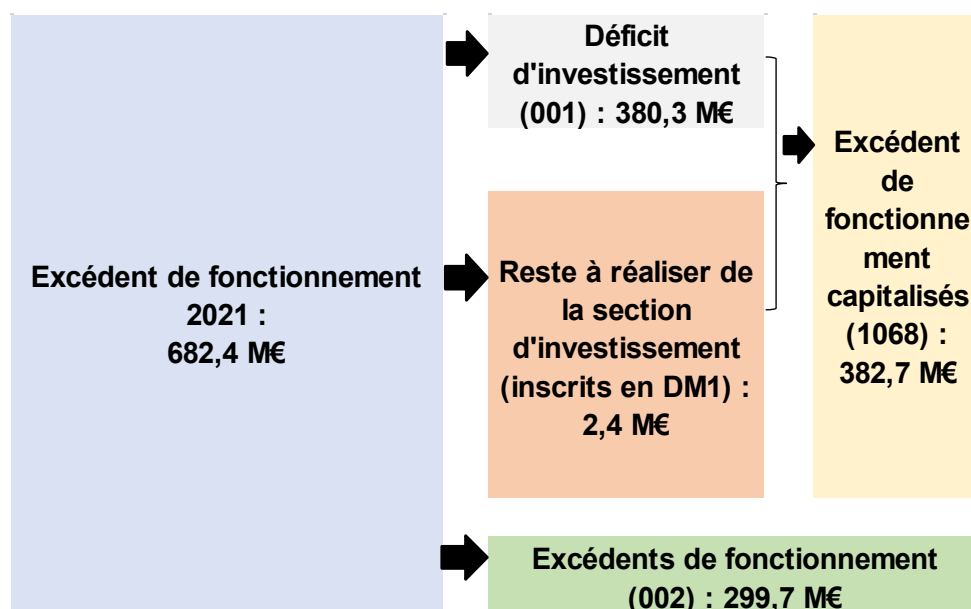 Excédent de fonctionnement
2021 :
682,4 M€
Déficit
d'investissement
(001) : 380,3 M€
Reste à réaliser de
la section
d'investissement
(inscrits en DM1) :
2,4 M€
Excédent
de
fonctionne
ment
capitalisés
(1068) :
382,7 M€
Excédents de fonctionnement
(002) : 299,7 M€